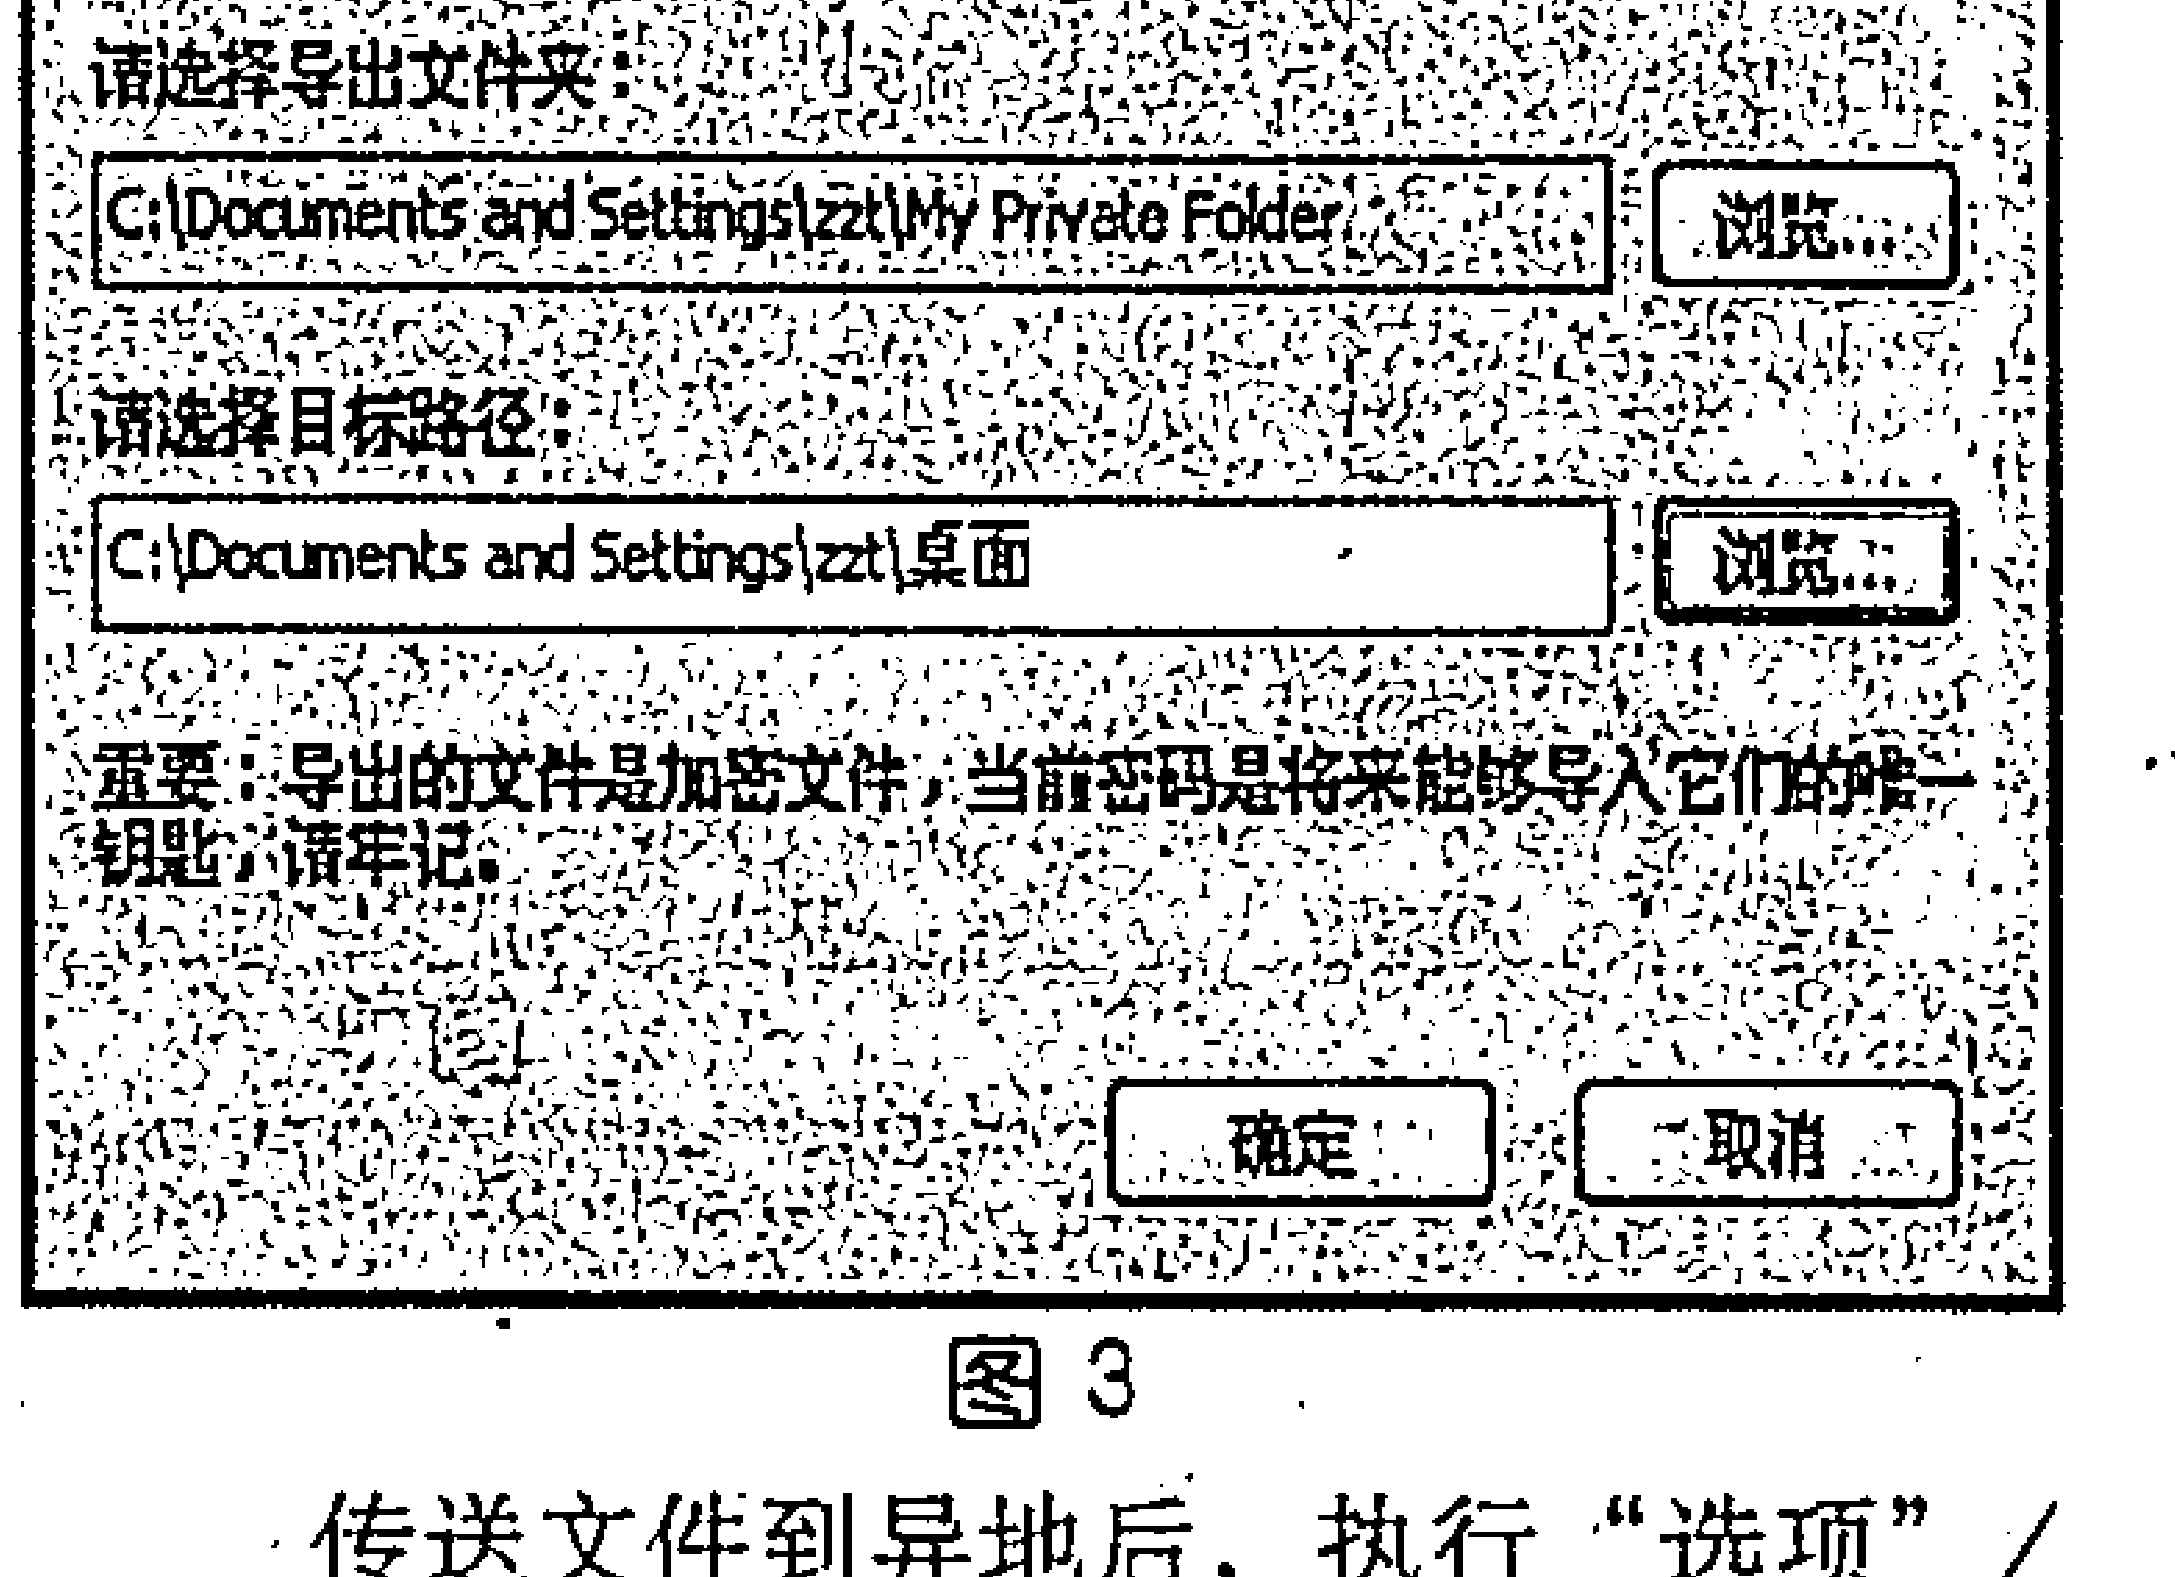 请选择导出文件夹：
C:\Documents and Settings\zzt\My Private Folder 浏览...
请选择目标路径：
C:\Documents and Settings\zzt\桌面 浏览...
重要：导出的文件是加密文件，当前密码是将来能够导入它们的唯一
钥匙，请牢记。
确定 取消
图 3
传送文件到异地后，执行“选项”/